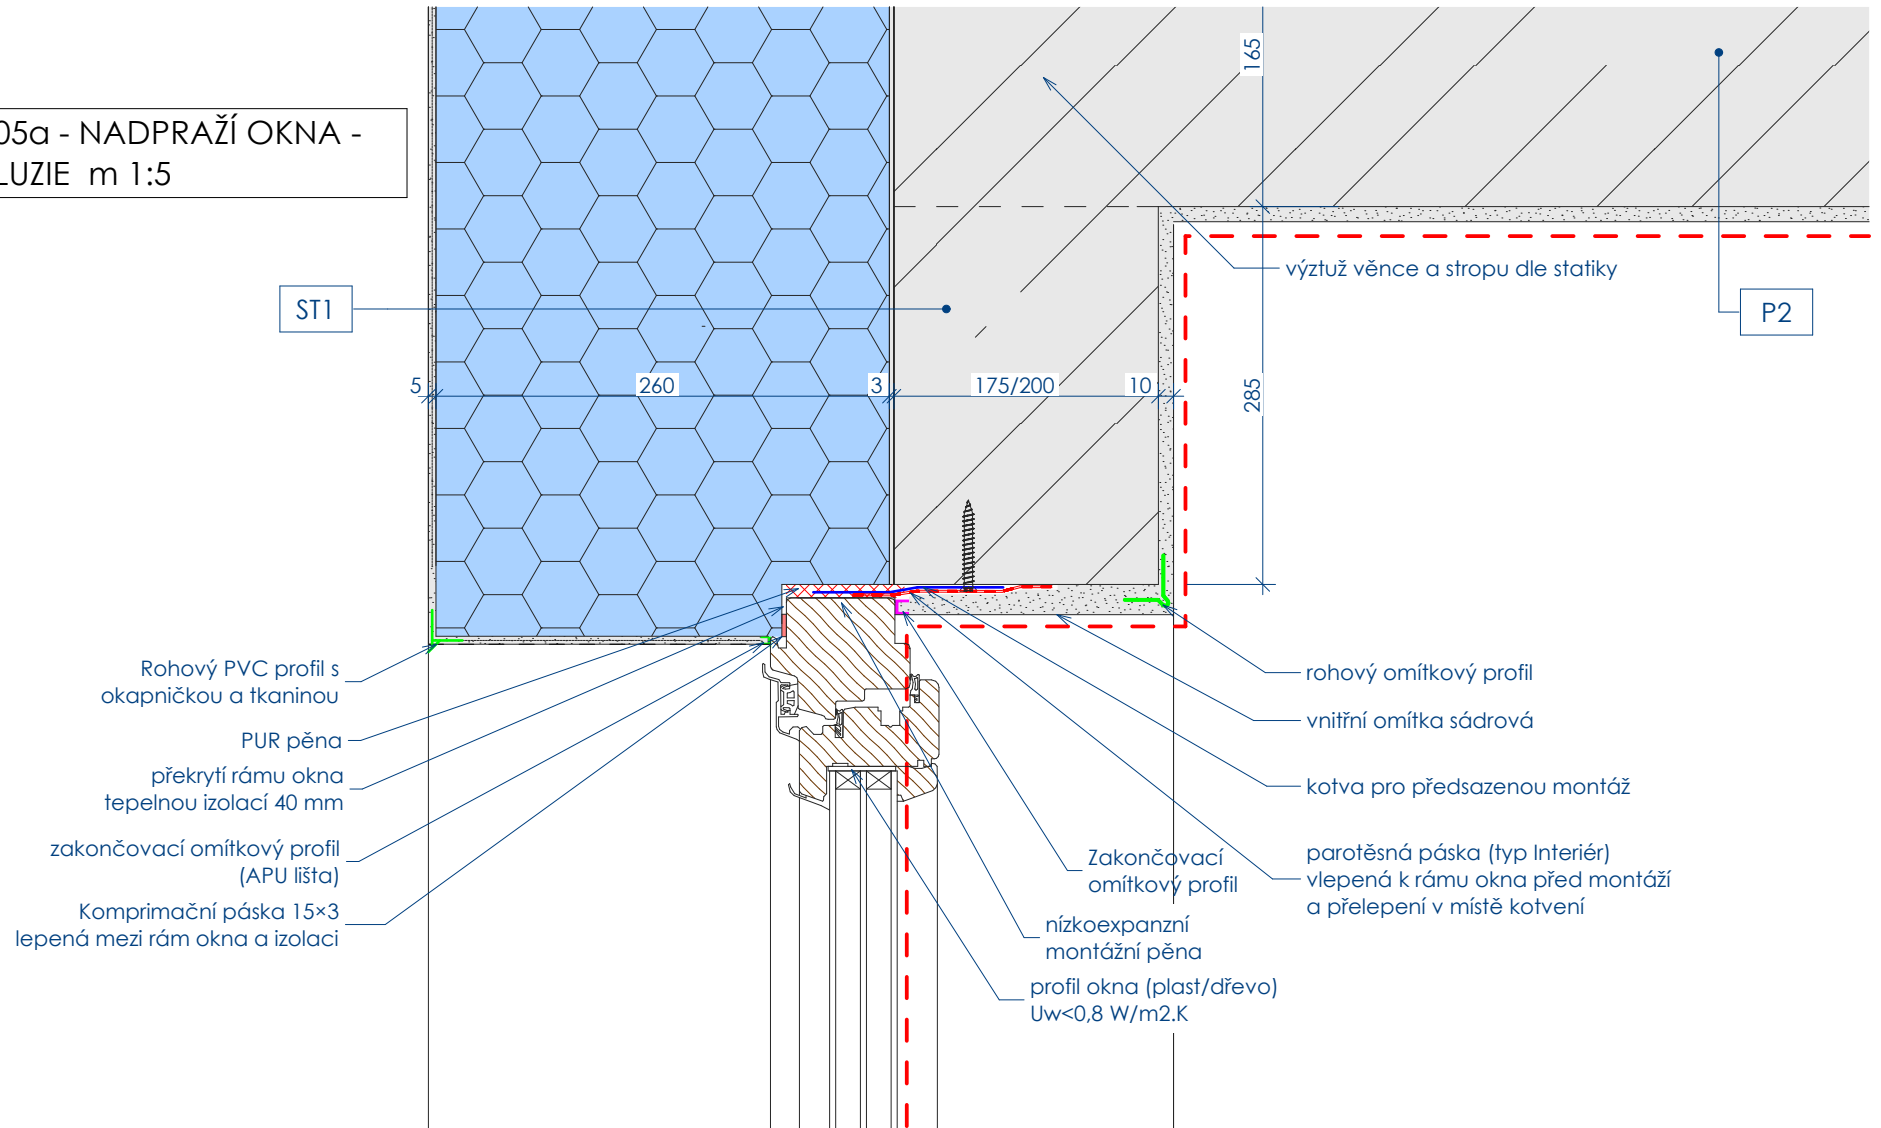 05a - NADPRAŽÍ OKNA -
LUZIE m 1:5
165
výztuž věnce a stropu dle statiky
ST1
P2
5
260
3
175/200
10
285
Rohový PVC profil s
okapničkou a tkaninou
PUR pěna
překrytí rámu okna
tepelnou izolací 40 mm
zakončovací omítkový profil
(APU lišta)
Komprimační páska 15×3
lepená mezi rám okna a izolaci
rohový omítkový profil
vnitřní omítka sádrová
kotva pro předsazenou montáž
parotěsná páska (typ Interiér)
vlepená k rámu okna před montáží
a přelepení v místě kotvení
Zakončovací
omítkový profil
nízkoexpanzní
montážní pěna
profil okna (plast/dřevo)
Uw<0,8 W/m2.K